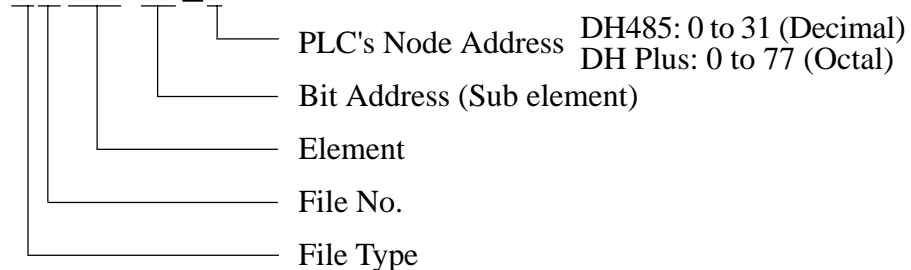 PLC's Node Address DH485: 0 to 31 (Decimal)
DH Plus: 0 to 77 (Octal)
Bit Address (Sub element)
Element
File No.
File Type